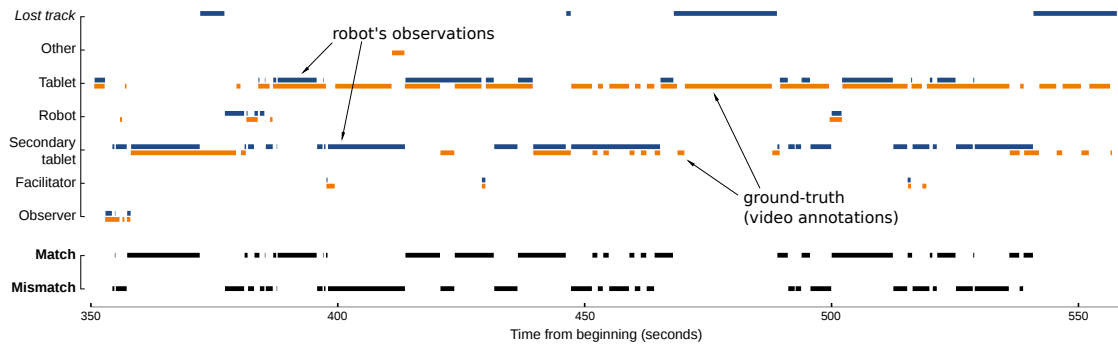 Lost track
Other
robot's observations
Tablet
Robot
Secondary
tablet
Facilitator
ground-truth
(video annotations)
Observer
Match
Mismatch
350
400
450
500
550
Time from beginning (seconds)